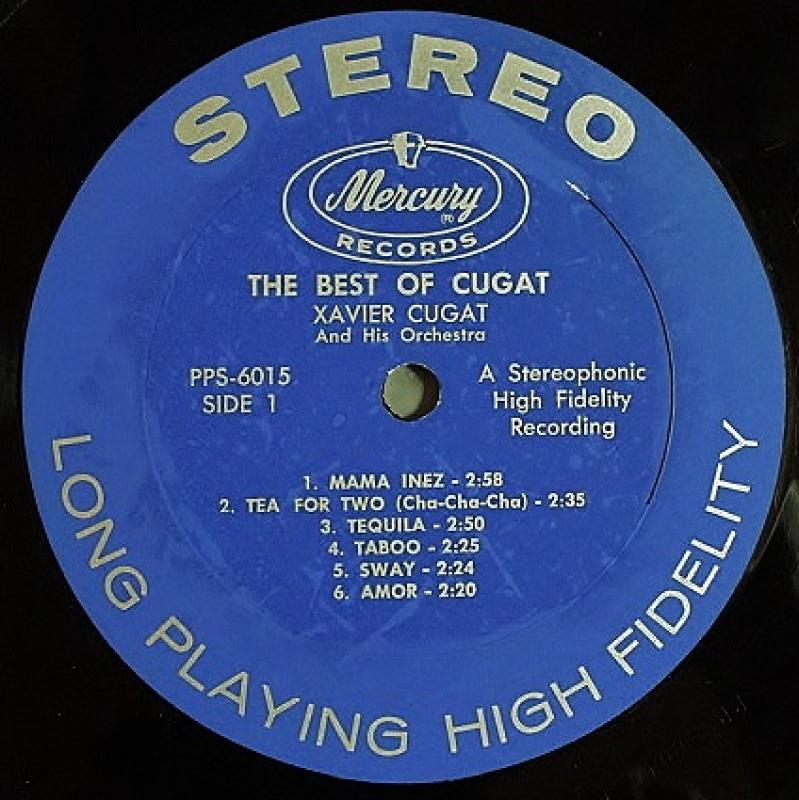 STEREO
Mercury
(R)
RECORDS
THE BEST OF CUGAT
XAVIER CUGAT
And His Orchestra
PPS-6015
SIDE 1
A Stereophonic
High Fidelity
Recording
1. MAMA INEZ - 2:58
2. TEA FOR TWO (Cha-Cha-Cha) - 2:35
3. TEQUILA - 2:50
4. TABOO - 2:25
5. SWAY - 2:24
6. AMOR - 2:20
LONG PLAYING HIGH FIDELITY